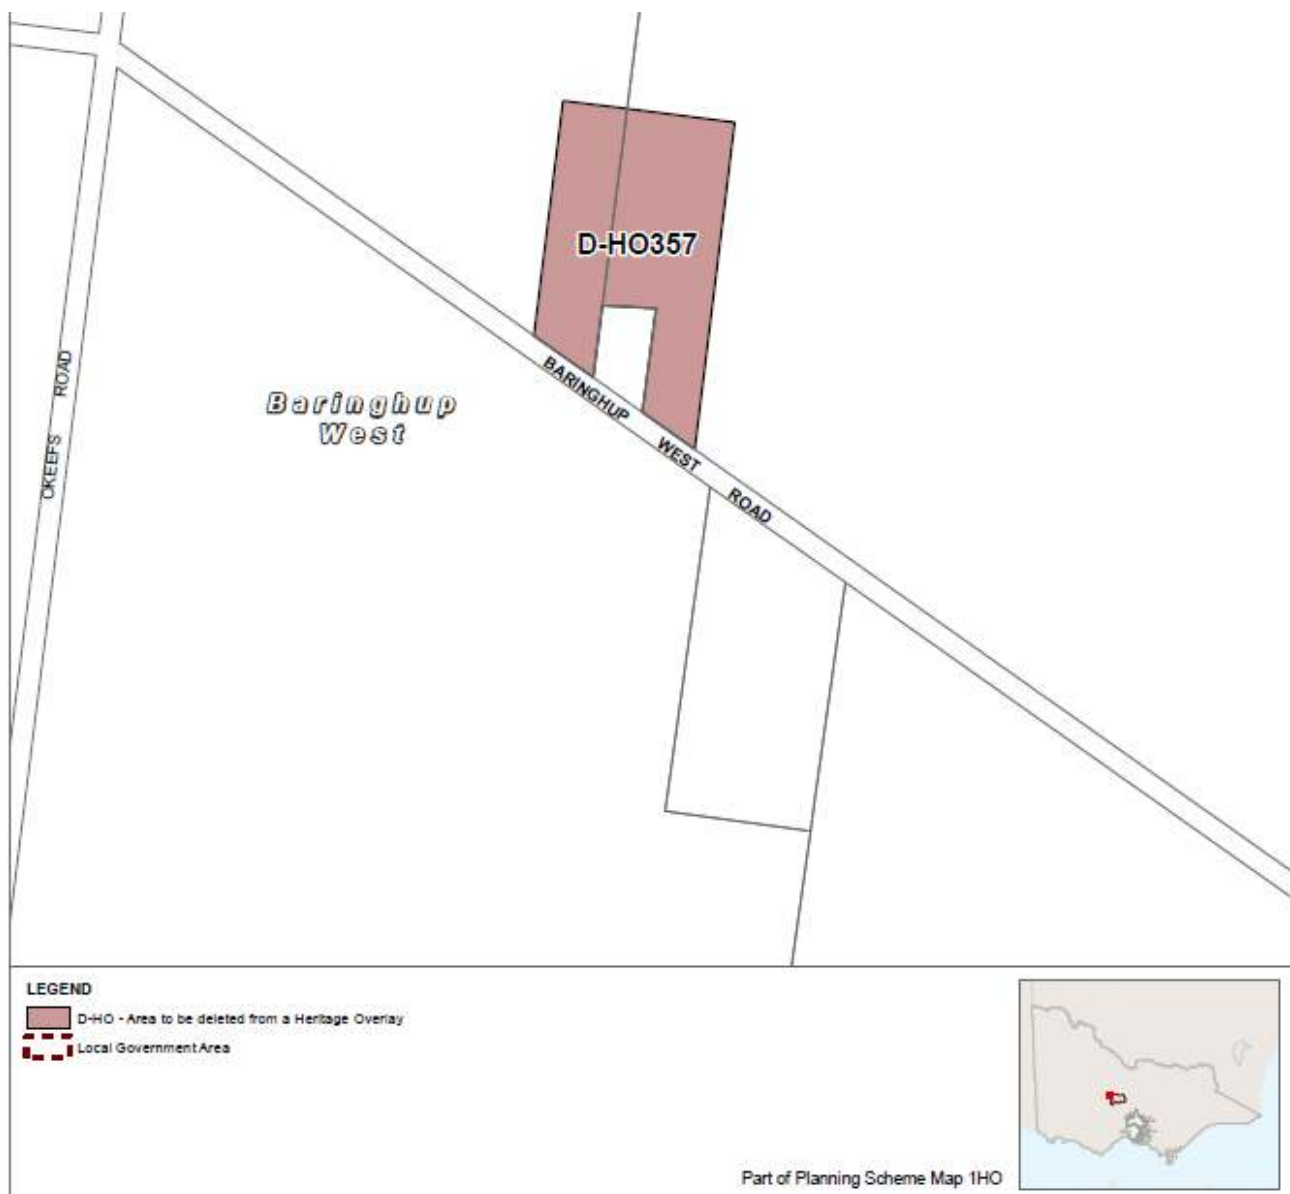 D-HO357
BARINGHUP WEST ROAD
OKEEFS ROAD
Baringhup
West
LEGEND
D-HO - Area to be deleted from a Heritage Overlay
Local Government Area
Part of Planning Scheme Map 1HO